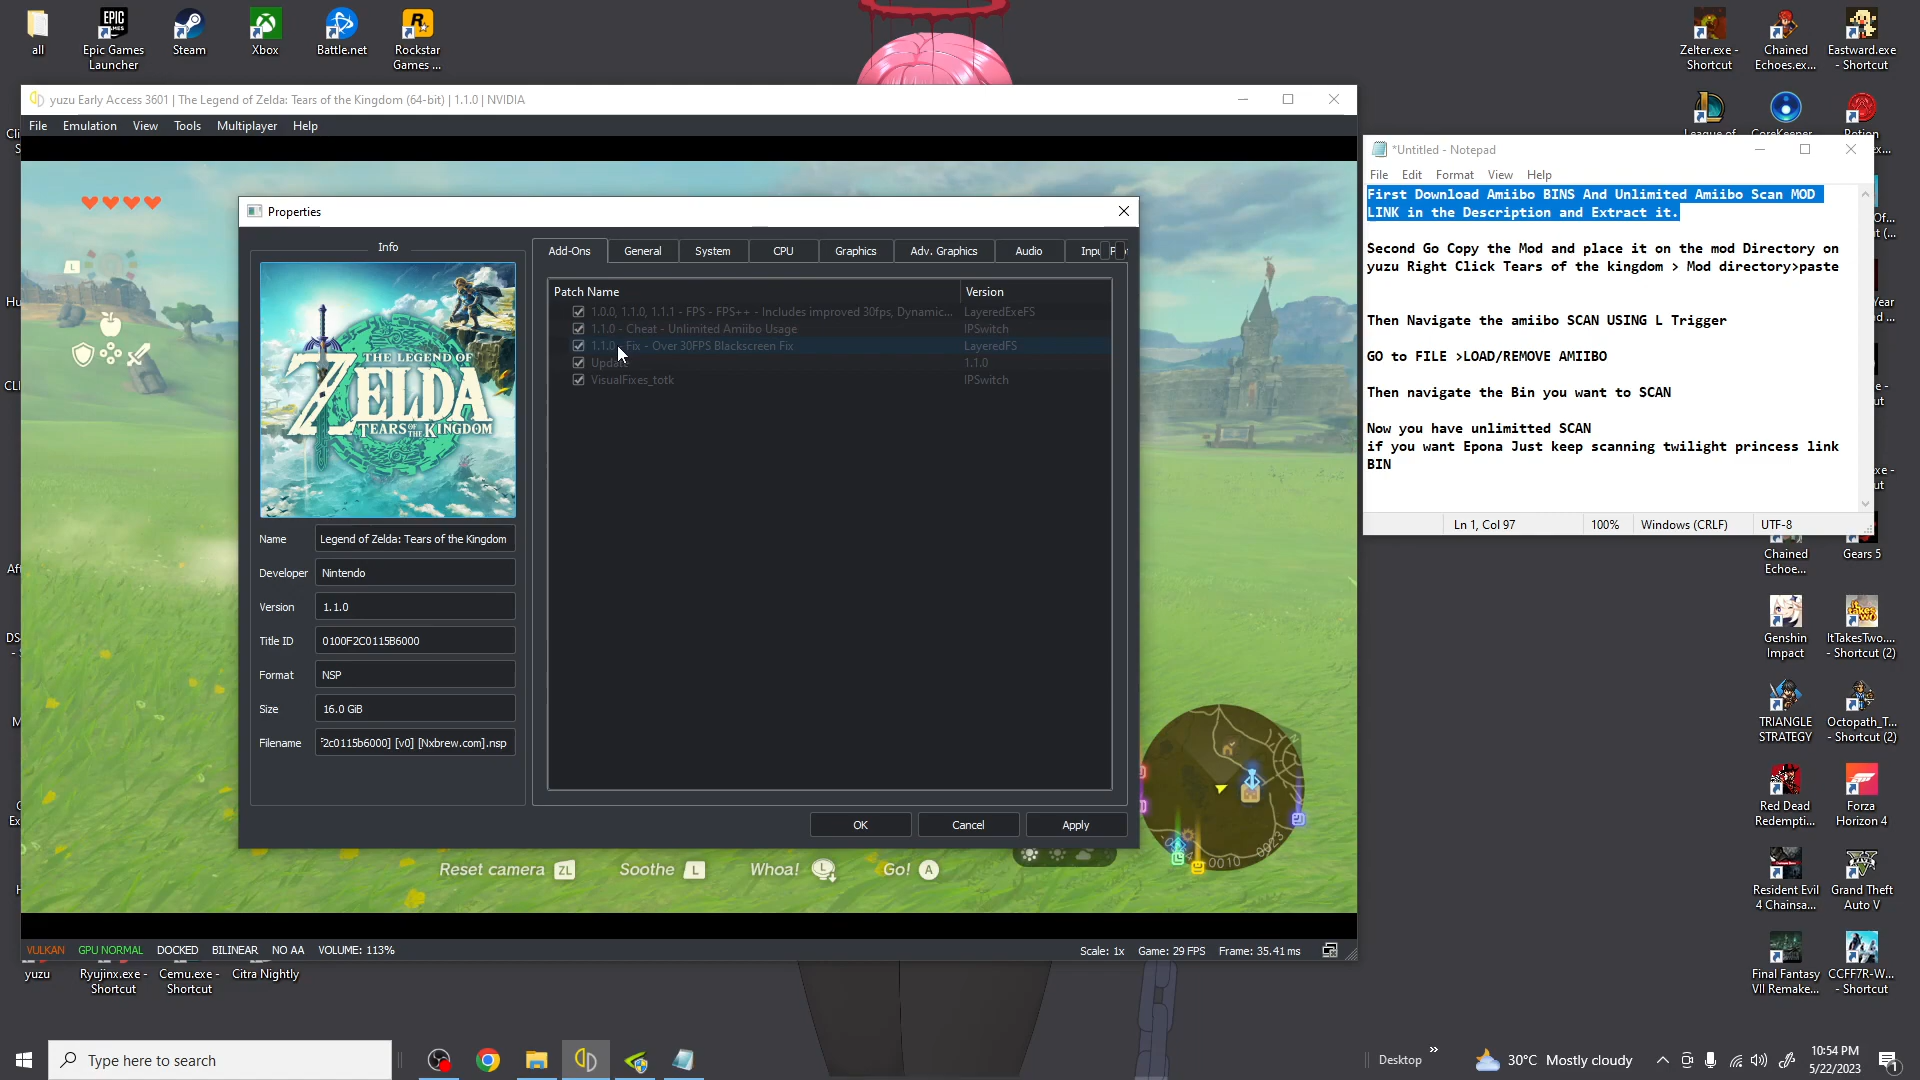 all
Epic Games
Launcher
Steam
Xbox
Battle.net
Rockstar
Games ...
Zelter.exe -
Shortcut
Chained
Echoes.ex...
Eastward.exe
- Shortcut
yuzu Early Access 3601 | The Legend of Zelda: Tears of the Kingdom (64-bit) | 1.1.0 | NVIDIA
File Emulation View Tools Multiplayer Help
Properties
Info
THE LEGEND OF
ZELDA
TEARS OF THE KINGDOM
Name Legend of Zelda: Tears of the Kingdom
Developer Nintendo
Version 1.1.0
Title ID 0100F2C0115B6000
Format NSP
Size 16.0 GiB
Filename 2c0115b6000] [v0] [Nxbrew.com].nsp
Add-Ons General System CPU Graphics Adv. Graphics Audio
Patch Name Version
1.0.0, 1.1.0, 1.1.1 - FPS - FPS++ - Includes improved 30fps, Dynamic... LayeredExeFS
1.1.0 - Cheat - Unlimited Amiibo Usage IPSwitch
1.1.0 - Fix - Over 30FPS Blackscreen Fix LayeredFS
Update 1.1.0
VisualFixes_totk IPSwitch
OK Cancel Apply
L
Reset camera ZL Soothe L Whoa! L Go! A
VULKAN GPU NORMAL DOCKED BILINEAR NO AA VOLUME: 113%
Scale: 1x Game: 29 FPS Frame: 35.41 ms
*Untitled - Notepad
File Edit Format View Help
First Download Amiibo BINS And Unlimited Amiibo Scan MOD
LINK in the Description and Extract it.
Second Go Copy the Mod and place it on the mod Directory on
yuzu Right Click Tears of the kingdom > Mod directory>paste
Then Navigate the amiibo SCAN USING L Trigger
GO to FILE >LOAD/REMOVE AMIIBO
Then navigate the Bin you want to SCAN
Now you have unlimitted SCAN
if you want Epona Just keep scanning twilight princess link
BIN
Ln 1, Col 97 100% Windows (CRLF) UTF-8
Chained
Echoe...
Gears 5
Genshin
Impact
ItTakesTwo....
- Shortcut (2)
TRIANGLE
STRATEGY
Octopath_T...
- Shortcut (2)
Red Dead
Redempti...
Forza
Horizon 4
Resident Evil
4 Chainsa...
Grand Theft
Auto V
Final Fantasy
VII Remake...
CCFF7R-W...
- Shortcut
yuzu
Ryujinx.exe -
Shortcut
Cemu.exe -
Shortcut
Citra Nightly
Type here to search
Desktop
30°C Mostly cloudy
10:54 PM
5/22/2023